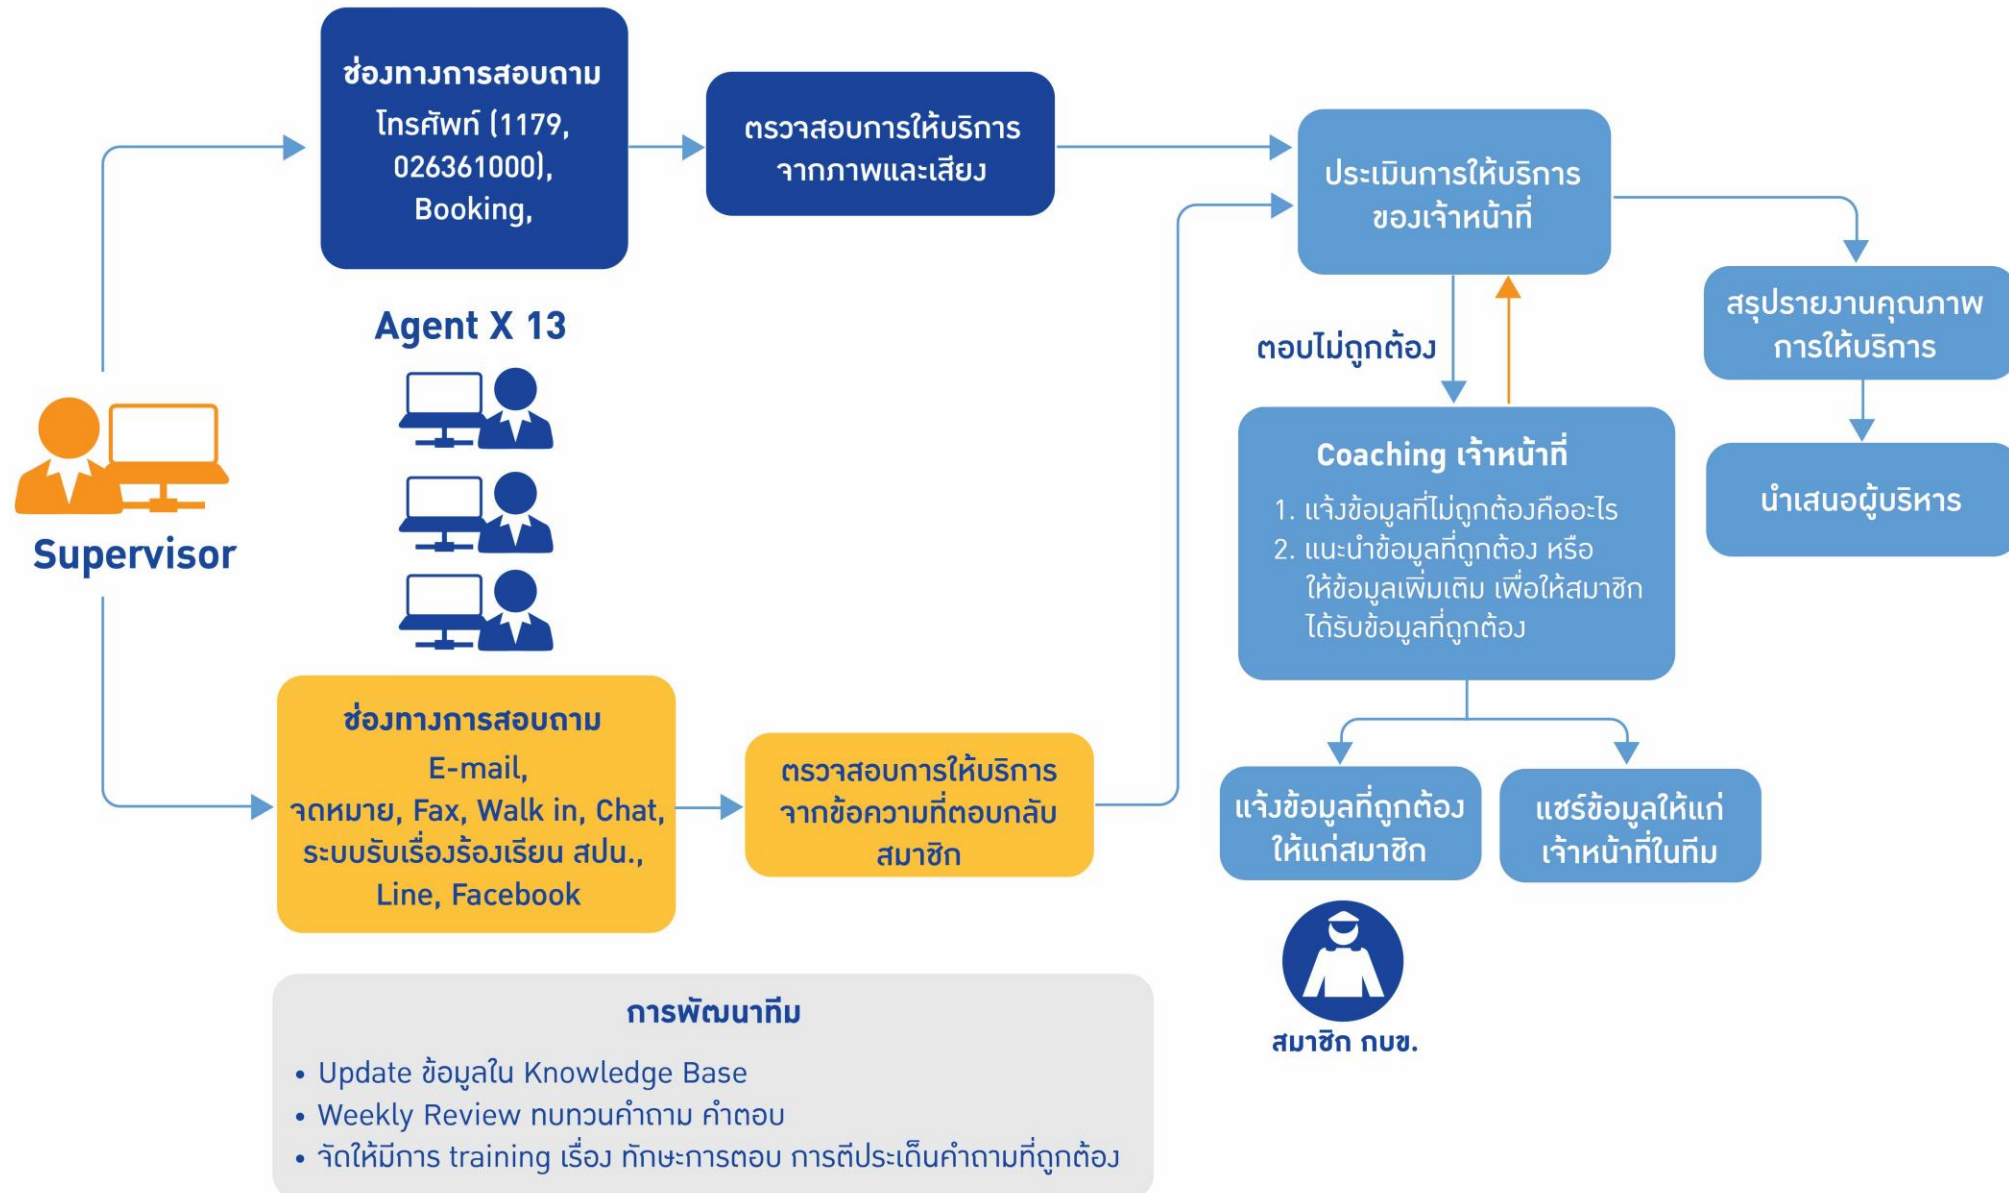 ช่องทางการสอบถาม
โทรศัพท์ (1179,
026361000),
Booking,
ตรวจสอบการให้บริการ
จากภาพและเสียง
ประเมินการให้บริการ
ของเจ้าหน้าที่
สรุปรายงานคุณภาพ
การให้บริการ
นำเสนอผู้บริหาร
Agent X 13
Supervisor
ตอบไม่ถูกต้อง
Coaching เจ้าหน้าที่
1. แจ้งข้อมูลที่ไม่ถูกต้องคืออะไร
2. แนะนำข้อมูลที่ถูกต้อง หรือ
ให้ข้อมูลเพิ่มเติม เพื่อให้สมาชิก
ได้รับข้อมูลที่ถูกต้อง
ช่องทางการสอบถาม
E-mail,
จดหมาย, Fax, Walk in, Chat,
ระบบรับเรื่องร้องเรียน สปน.,
Line, Facebook
ตรวจสอบการให้บริการ
จากข้อความที่ตอบกลับ
สมาชิก
แจ้งข้อมูลที่ถูกต้อง
ให้แก่สมาชิก
แชร์ข้อมูลให้แก่
เจ้าหน้าที่ในทีม
สมาชิก กบข.
การพัฒนาทีม
• Update ข้อมูลใน Knowledge Base
• Weekly Review ทบทวนคำถาม คำตอบ
• จัดให้มีการ training เรื่อง ทักษะการตอบ การตีประเด็นคำถามที่ถูกต้อง